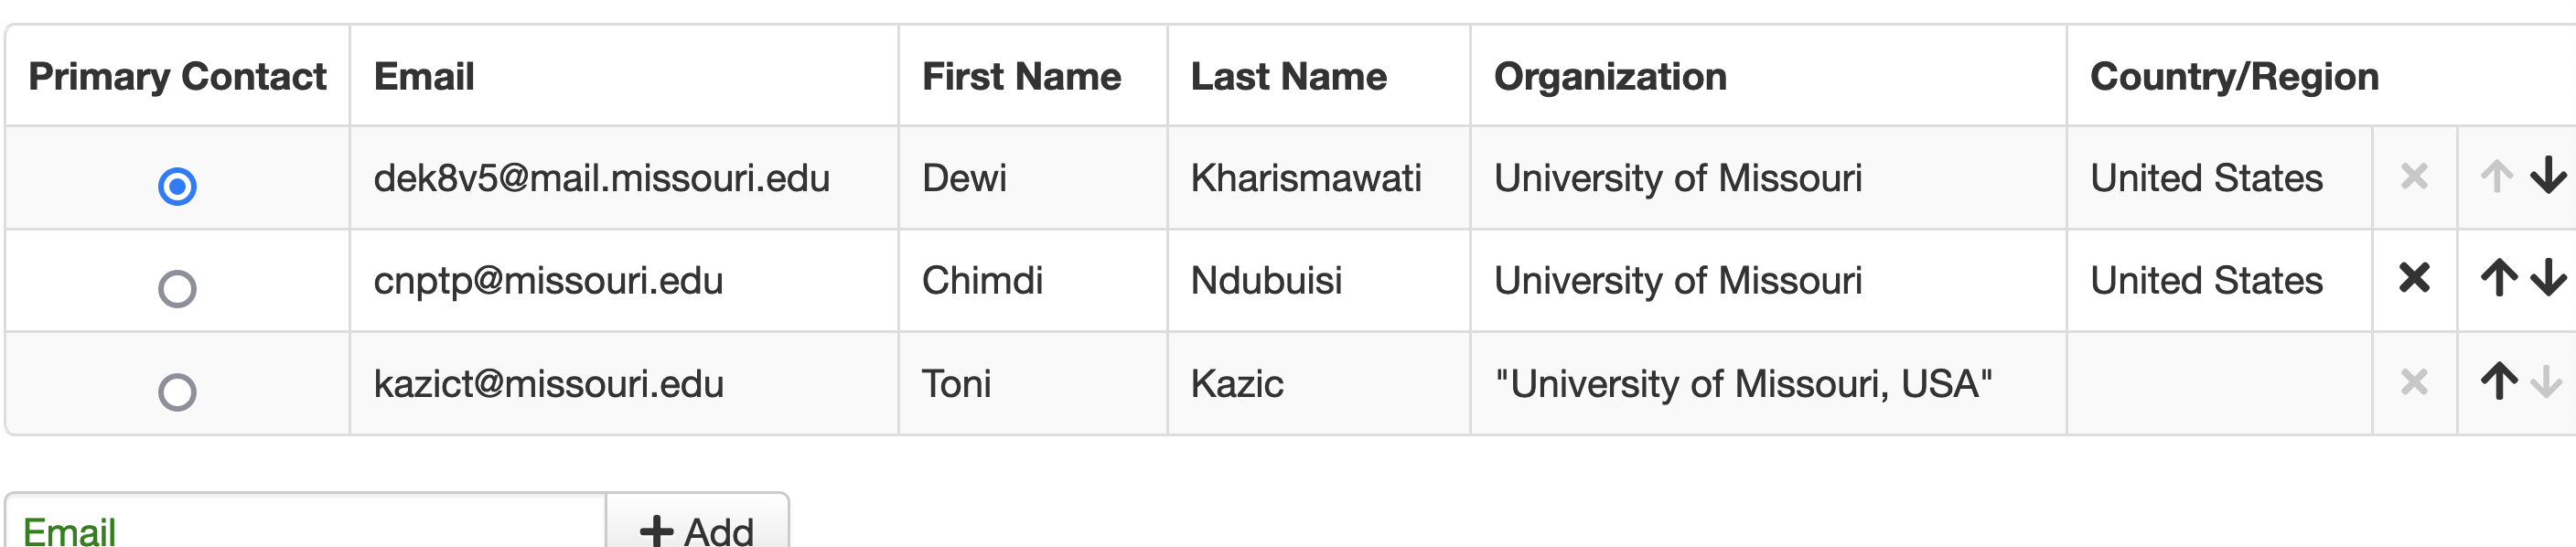 Primary Contact Email First Name Last Name Organization Country/Region
dek8v5@mail.missouri.edu Dewi Kharismawati University of Missouri United States
cnptp@missouri.edu Chimdi Ndubuisi University of Missouri United States
kazict@missouri.edu Toni Kazic "University of Missouri, USA"
Email Add